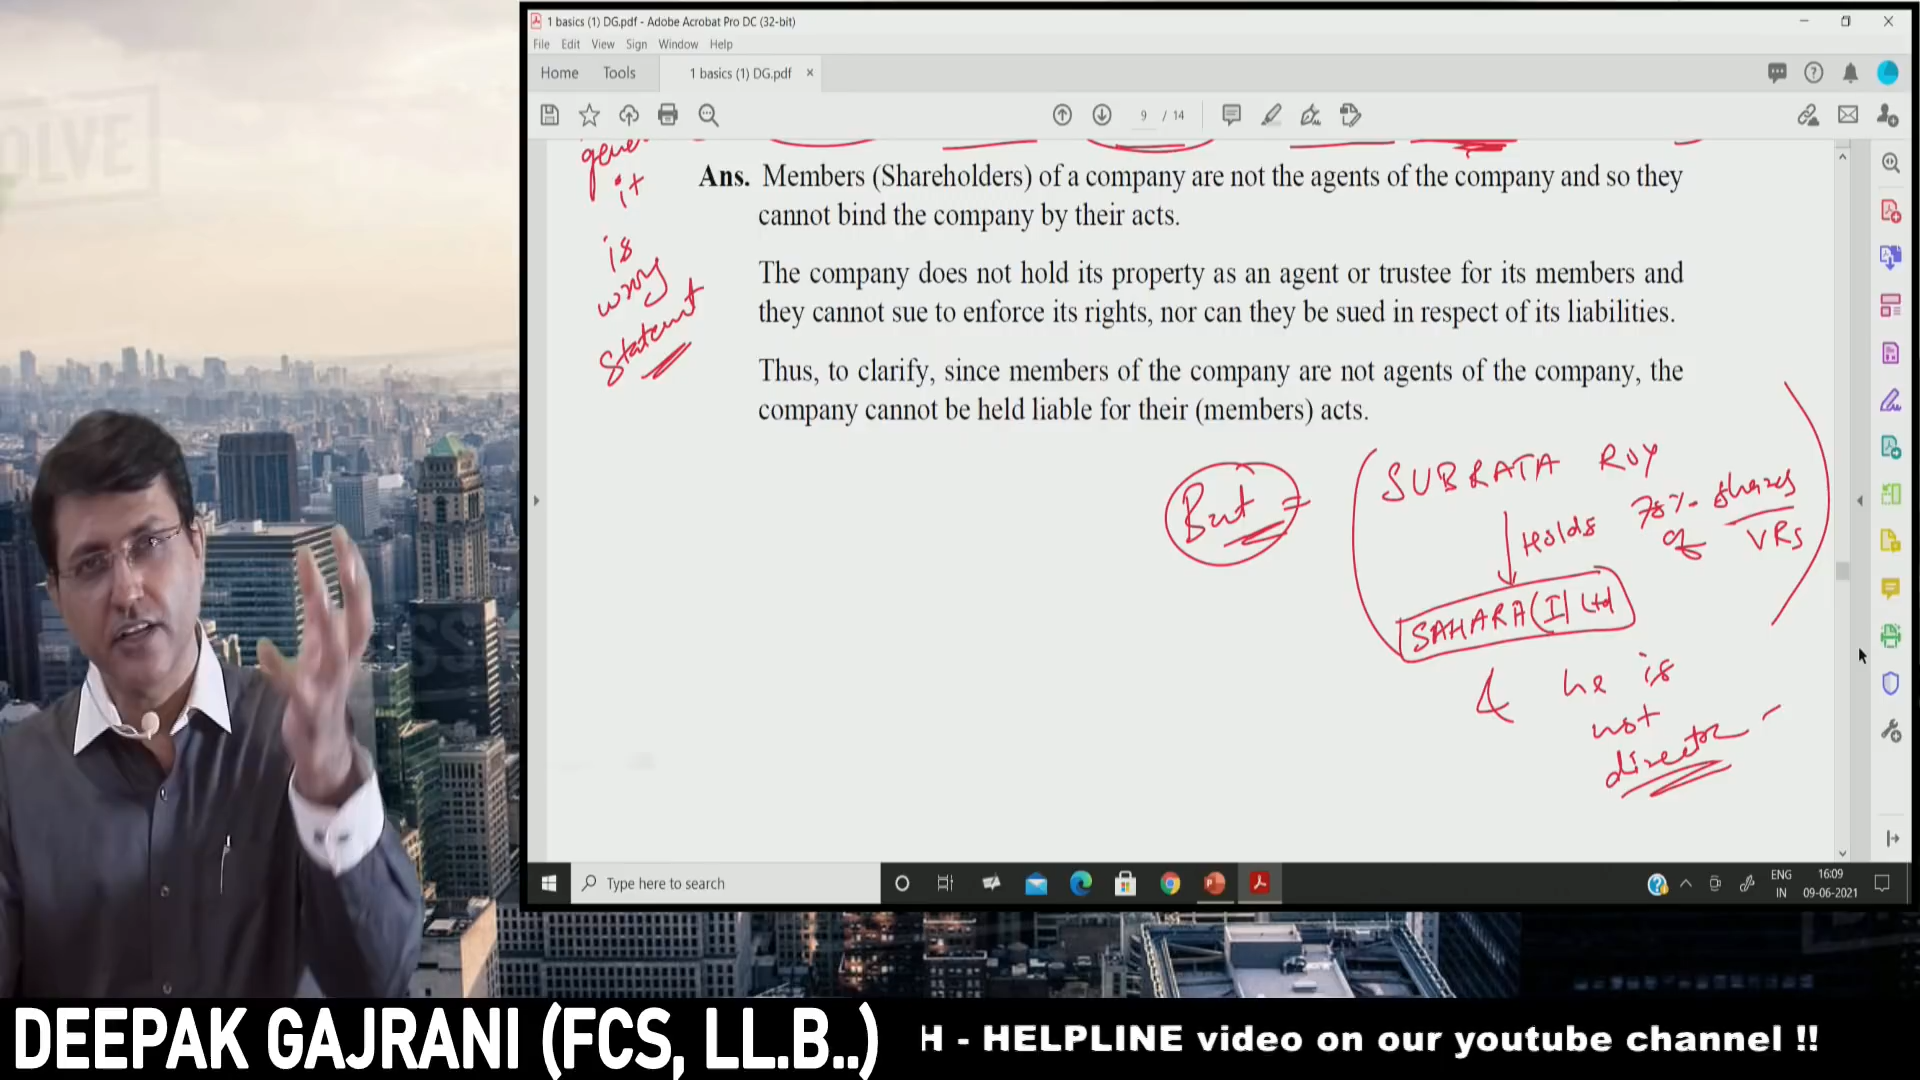 1 basics (1) DG.pdf - Adobe Acrobat Pro DC (32-bit)
File Edit View Sign Window Help
Home Tools 1 basics (1) DG.pdf ×
9 / 14
it
is
wrong
statement
Ans. Members (Shareholders) of a company are not the agents of the company and so they
cannot bind the company by their acts.
The company does not hold its property as an agent or trustee for its members and
they cannot sue to enforce its rights, nor can they be sued in respect of its liabilities.
Thus, to clarify, since members of the company are not agents of the company, the
company cannot be held liable for their (members) acts.
But =
SUBRATA ROY
Holds 75% shares
of VRs
SAHARA (I) Ltd
& he is
not
director
Type here to search
ENG
IN
16:09
09-06-2021
OLVE
DEEPAK GAJRANI (FCS, LL.B..)
H - HELPLINE video on our youtube channel !!